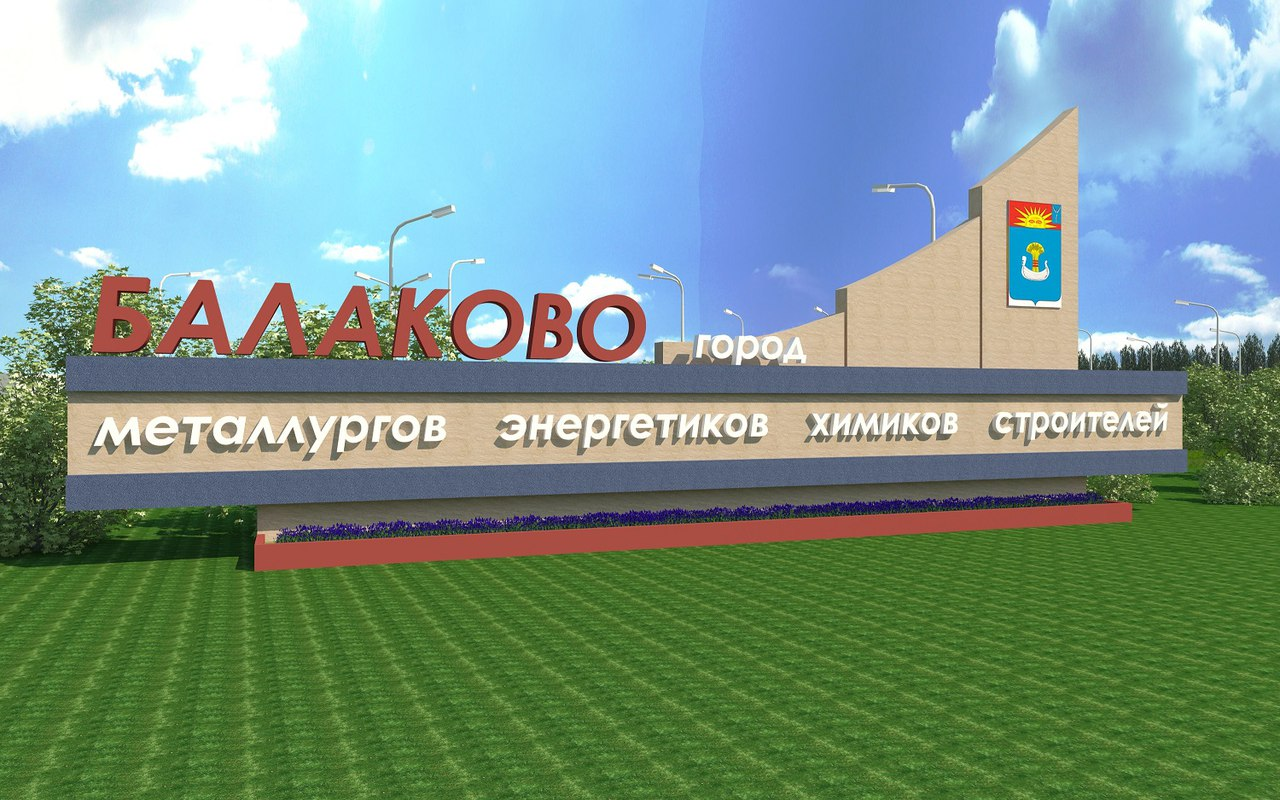 БАЛАКОВО
город
металлургов энергетиков химиков строителей